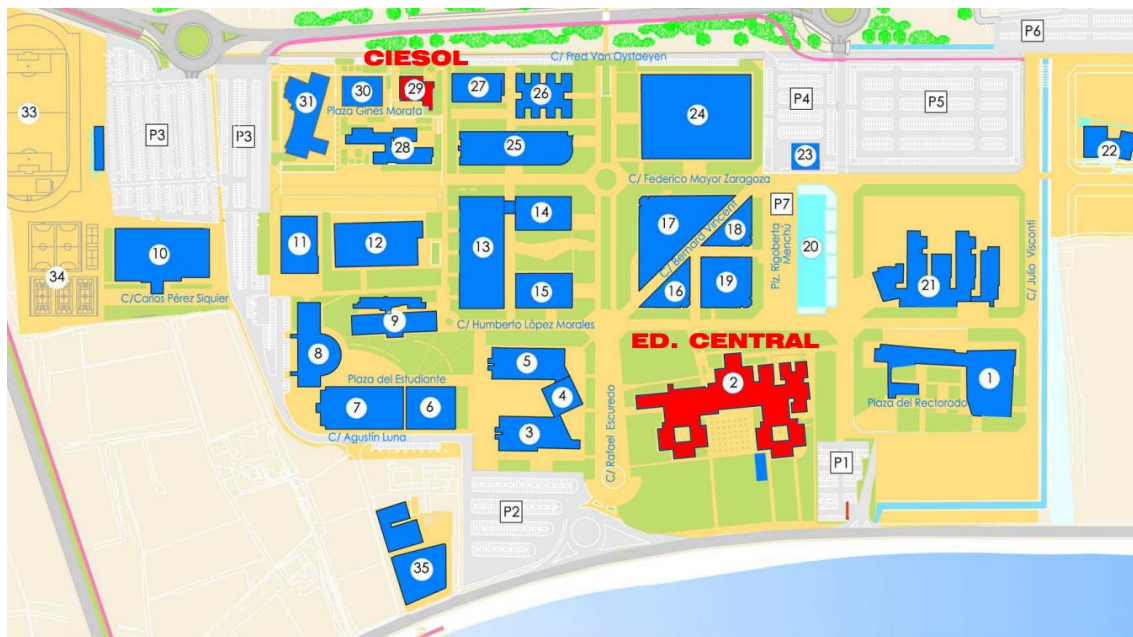 P6
C/ Fred Van Oystaeyen
CIESOL
31
30
29
27
26
24
P4
P5
33
P3
P3
Plaza Ginés Morata
28
25
23
22
C/ Federico Mayor Zaragoza
P7
14
17
18
C/ Bernard Vincent
Plz. Rigoberta
Menchú
20
11
12
13
10
34
C/Carlos Pérez Siquier
15
16
19
21
C/ Julio Visconti
9
C/ Humberto López Morales
ED. CENTRAL
8
5
2
1
Plaza del Estudiante
4
7
6
3
C/ Agustín Luna
C/ Rafael Escuredo
Plaza del Rectorado
P1
P2
35